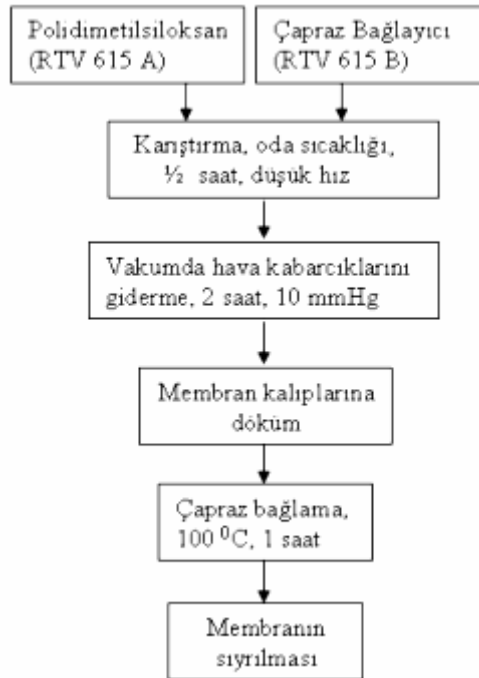 Polidimetilsiloksan
(RTV 615 A)
Çapraz Bağlayıcı
(RTV 615 B)
Karıştırma, oda sıcaklığı,
½ saat, düşük hız
Vakumda hava kabarcıklarını
giderme, 2 saat, 10 mmHg
Membran kalıplarına
döküm
Çapraz bağlama,
100 ⁰C, 1 saat
Membranın
sıyrılması